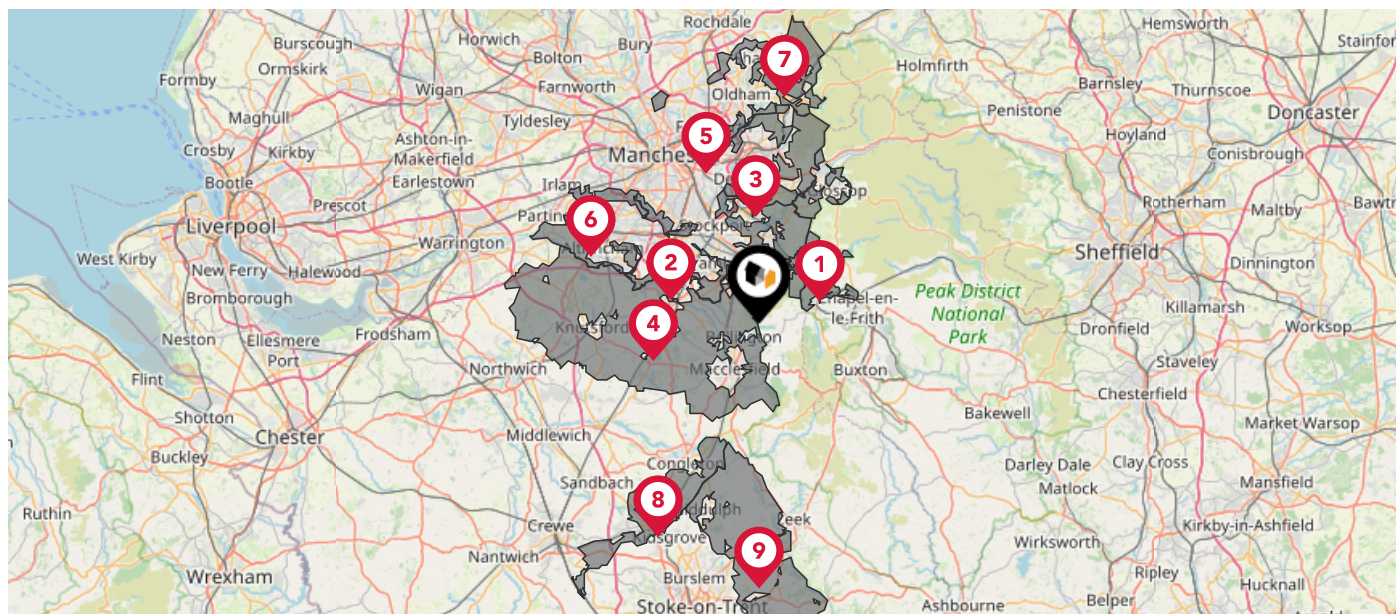 Rochdale
Hemsworth
Burscough
Horwich
Bury
Stainfor
Formby
Ormskirk
Bolton
7
Holmfirth
Barnsley
Wigan
Farnworth
Oldham
Thurnscoe
Penistone
Doncaster
Maghull
Tyldesley
5
Hoyland
Crosby
Kirkby
Ashton-in-
Makerfield
Manches
Conisbrough
Bootle
Earlestown
Irlam
3
Glossop
Prescot
Rotherham
Maltby
Bawtr
Liverpool
Partin
6
Stockpor
West Kirby
Warrington
Sheffield
New Ferry
Halewood
2
1
Dinnington
Bromborough
Chapel-en-
le-Frith
Peak District
National
Park
Killamarsh
Neston
Ellesmere
Port
Frodsham
Knutsford
4
Bollington
Dronfield
Worksop
Flint
Northwich
Macclesfield
Buxton
Staveley
Shotton
Chesterfield
Bakewell
Market Warsop
Chester
Middlewich
Buckley
Congleton
Darley Dale
Clay Cross
Sandbach
Matlock
Mansfield
8
Ruthin
Crewe
Kirkby-in-Ashfield
Nantwich
9
Wirksworth
Wrexham
Burslem
Ripley
Hucknall
Stoke-on-Trent
Ashbourne
Belper